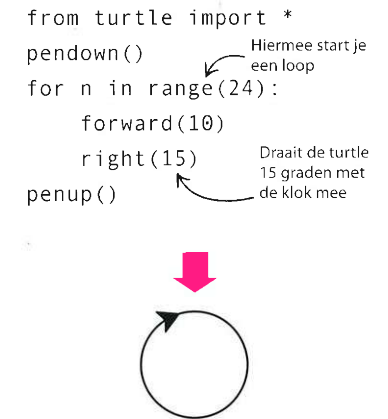 from turtle import *
pendown()
Hiermee start je
een loop
for n in range(24):
forward(10)
right(15)
Draait de turtle
15 graden met
de klok mee
penup()